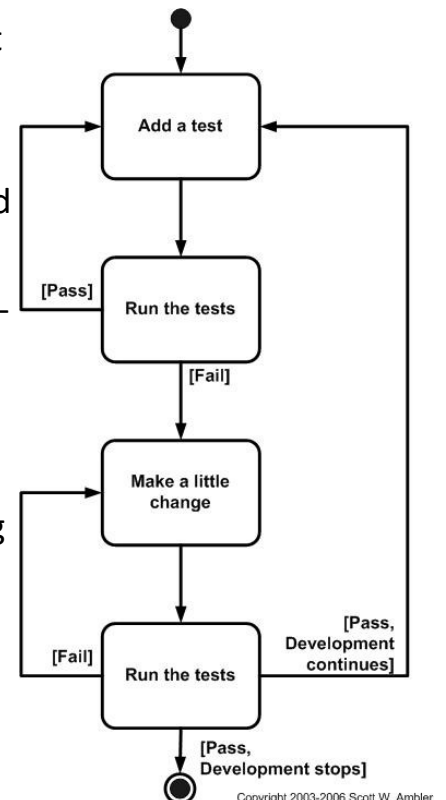 Add a test
[Pass]
Run the tests
[Fail]
Make a little
change
[Fail]
Run the tests
[Pass,
Development
continues]
[Pass,
Development stops]
Copyright 2003-2006 Scott W. Ambler